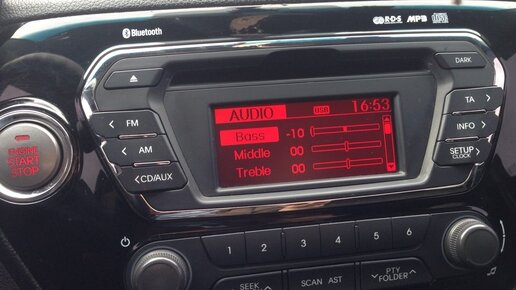 Bluetooth
R·D·S MP3
DARK
AUDIO USB 16:53
Bass -10
Middle 00
Treble 00
< FM
< AM
< CD/AUX
TA >
INFO >
SETUP >
CLOCK
ENGINE
START
STOP
1 2 3 4 5 6
SEEK
SCAN AST
PTY
FOLDER